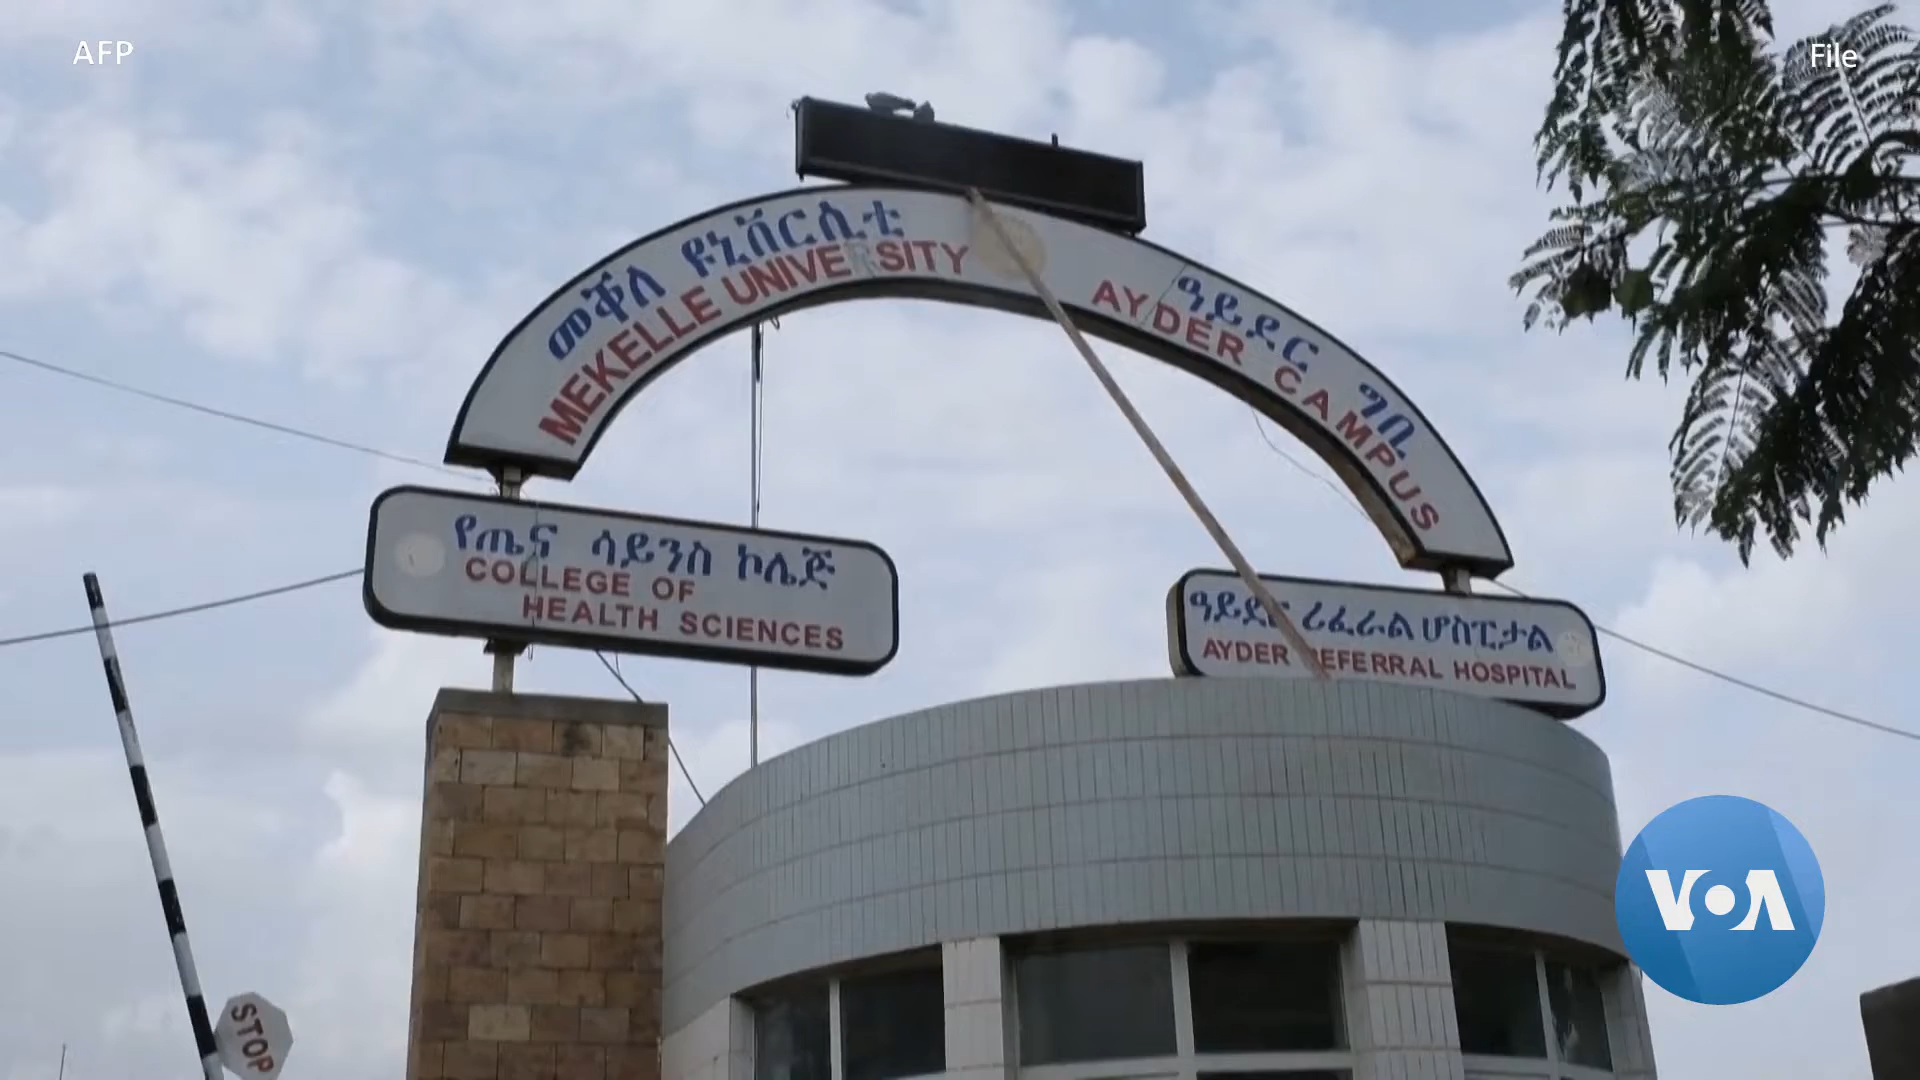 AFP
File
መቐለ ዩኒቨርሲቲ
MEKELLE UNIVERSITY
ዓይደር ግቢ
AYDER CAMPUS
የጤና ሳይንስ ኮሌጅ
COLLEGE OF
HEALTH SCIENCES
ዓይደር ሪፈራል ሆስፒታል
AYDER REFERRAL HOSPITAL
STOP
VOA